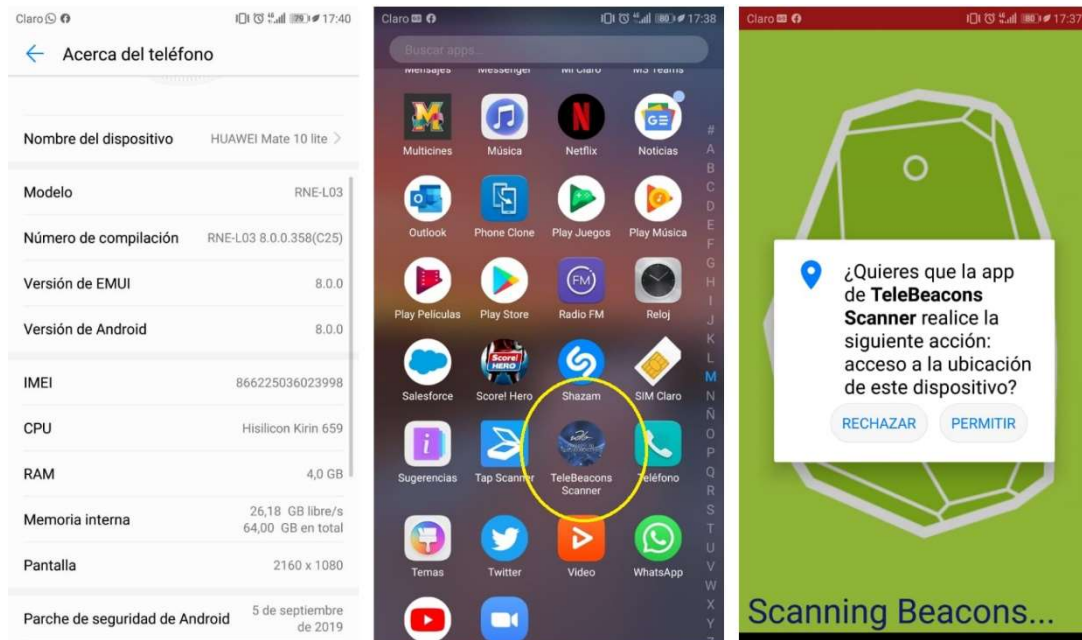 Claro
79
17:40
Acerca del teléfono
Nombre del dispositivo
HUAWEI Mate 10 lite
Modelo
RNE-L03
Número de compilación
RNE-L03 8.0.0.358(C25)
Versión de EMUI
8.0.0
Versión de Android
8.0.0
IMEI
866225036023998
CPU
Hisilicon Kirin 659
RAM
4,0 GB
Memoria interna
26,18 GB libre/s
64,00 GB en total
Pantalla
2160 x 1080
Parche de seguridad de Android
5 de septiembre
de 2019
Claro
80
17:38
Buscar apps...
Mensajes Messenger Mi Claro MS Teams
Multicines Música Netflix Noticias
Outlook Phone Clone Play Juegos Play Música
Play Películas Play Store Radio FM Reloj
Salesforce Score! Hero Shazam SIM Claro
Sugerencias Tap Scanner TeleBeacons Scanner Teléfono
Temas Twitter Video WhatsApp
N
GE
FM
Score!
HERO
i
#
A
B
C
D
E
F
G
H
I
J
K
L
M
N
Ñ
O
P
Q
R
S
T
U
V
W
X
Y
Z
Claro
80
17:37
¿Quieres que la app
de TeleBeacons
Scanner realice la
siguiente acción:
acceso a la ubicación
de este dispositivo?
RECHAZAR PERMITIR
Scanning Beacons...